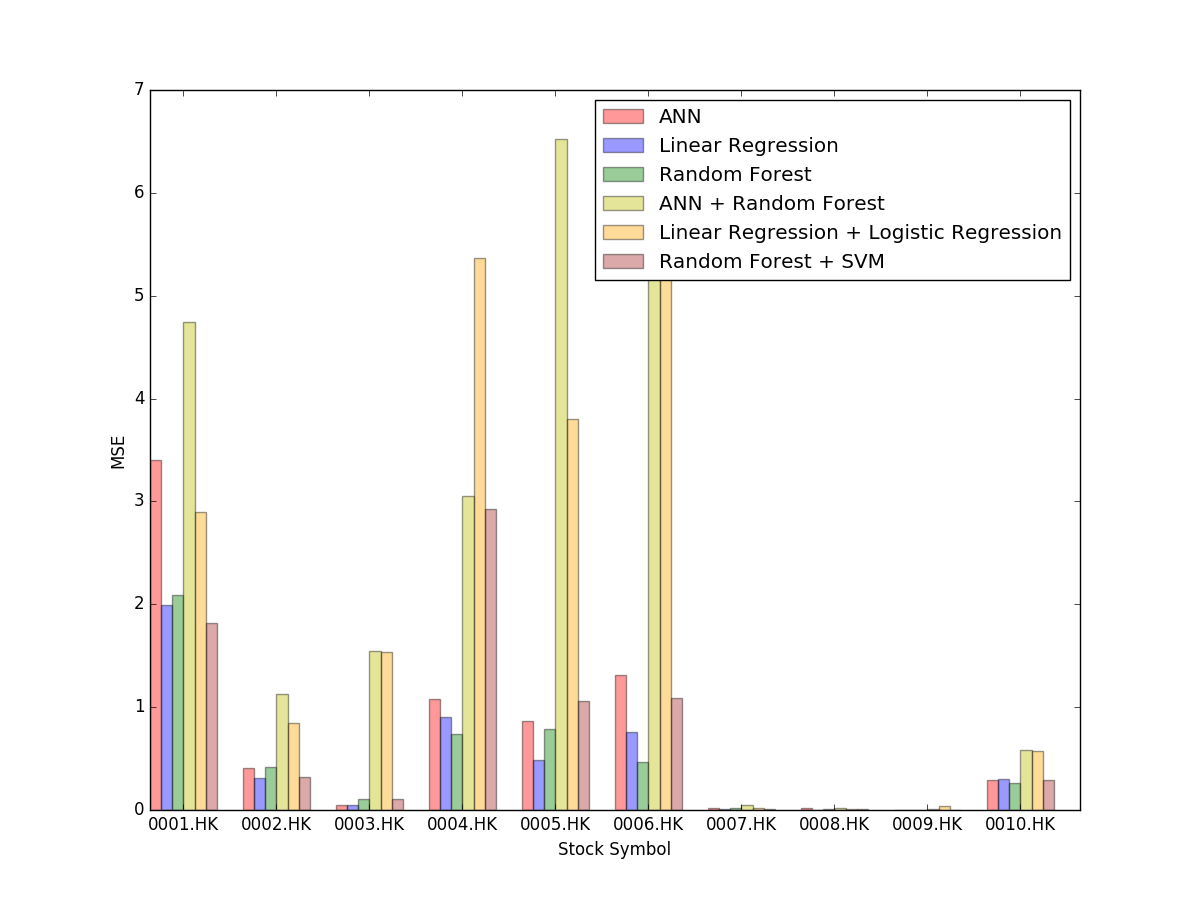 7
6
5
4
3
2
1
0
MSE
ANN
Linear Regression
Random Forest
ANN + Random Forest
Linear Regression + Logistic Regression
Random Forest + SVM
0001.HK 0002.HK 0003.HK 0004.HK 0005.HK 0006.HK 0007.HK 0008.HK 0009.HK 0010.HK
Stock Symbol